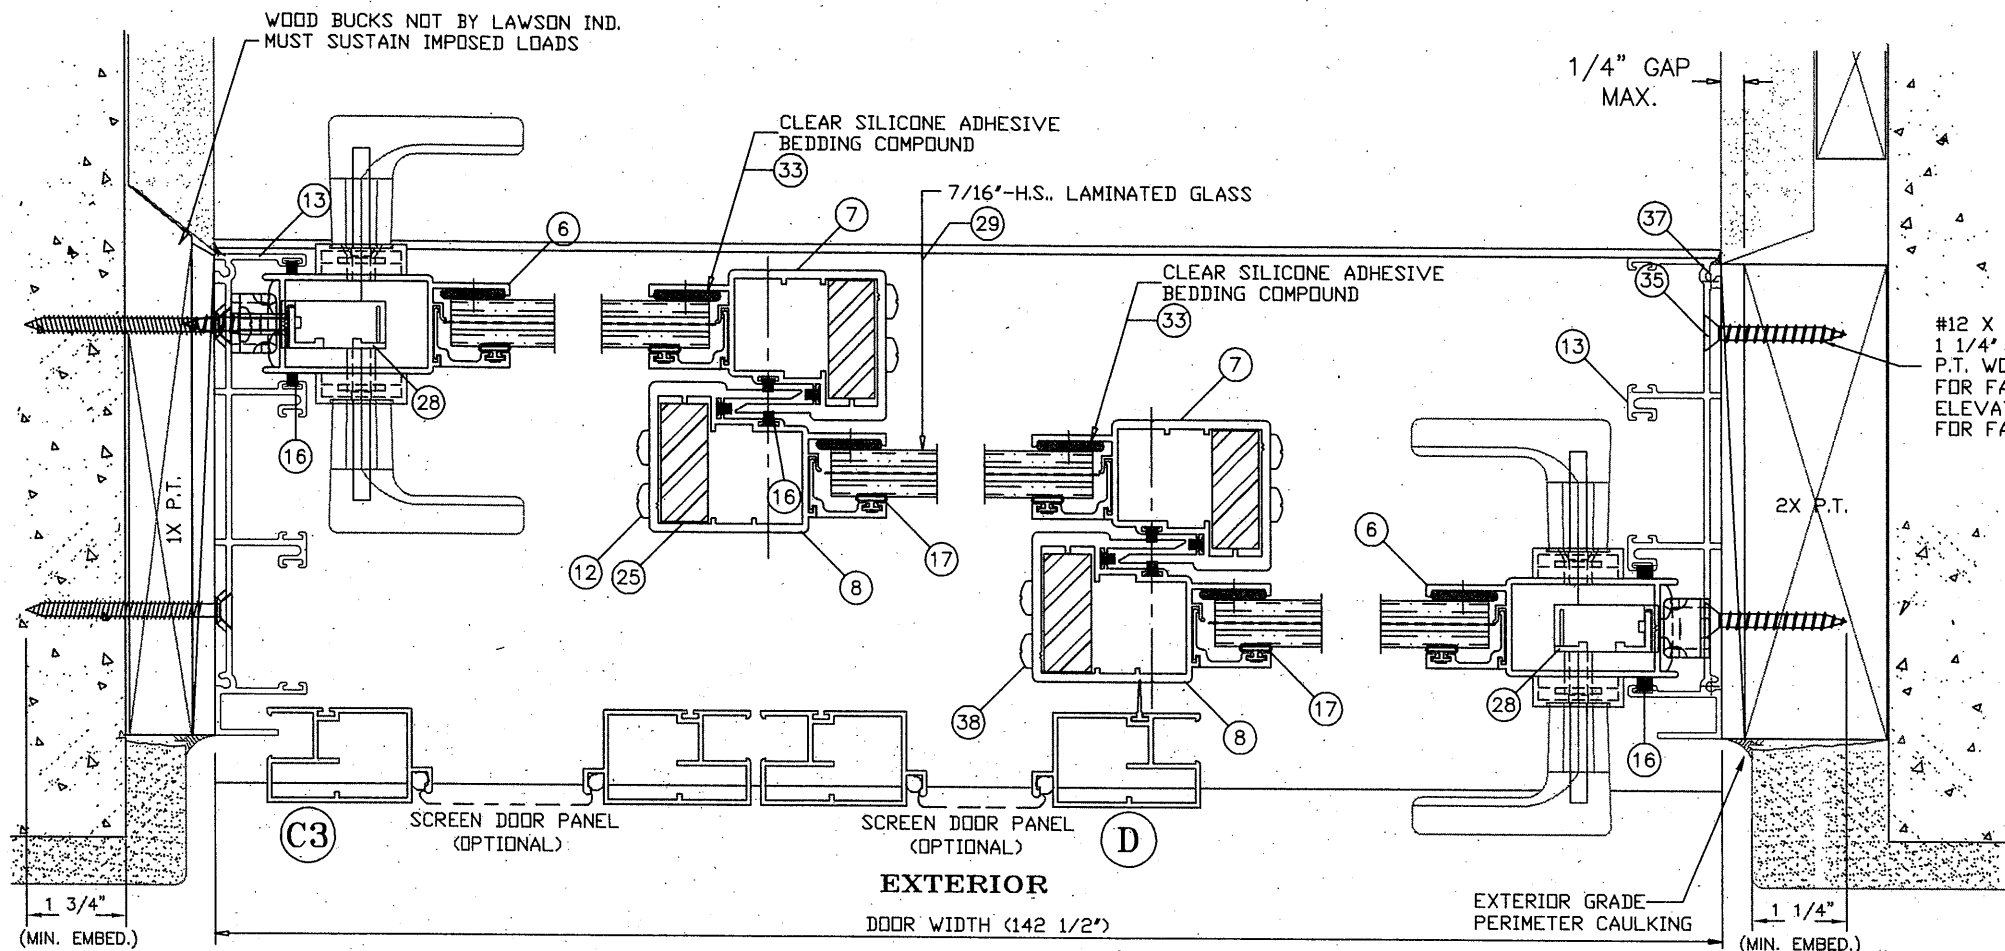 WOOD BUCKS NOT BY LAWSON IND.
MUST SUSTAIN IMPOSED LOADS
1/4" GAP
MAX.
CLEAR SILICONE ADHESIVE
BEDDING COMPOUND
33
7/16"-H.S.. LAMINATED GLASS
29
13
6
7
37
35
CLEAR SILICONE ADHESIVE
BEDDING COMPOUND
33
#12 X
1 1/4"
P.T.
FOR
FOR
13
7
28
16
16
1X P.T.
2X P.T.
12
25
8
17
6
38
8
17
28
16
SCREEN DOOR PANEL
(OPTIONAL)
SCREEN DOOR PANEL
(OPTIONAL)
C3
D
EXTERIOR
DOOR WIDTH (142 1/2")
EXTERIOR GRADE
PERIMETER CAULKING
1 3/4"
(MIN. EMBED.)
1 1/4"
(MIN. EMBED.)